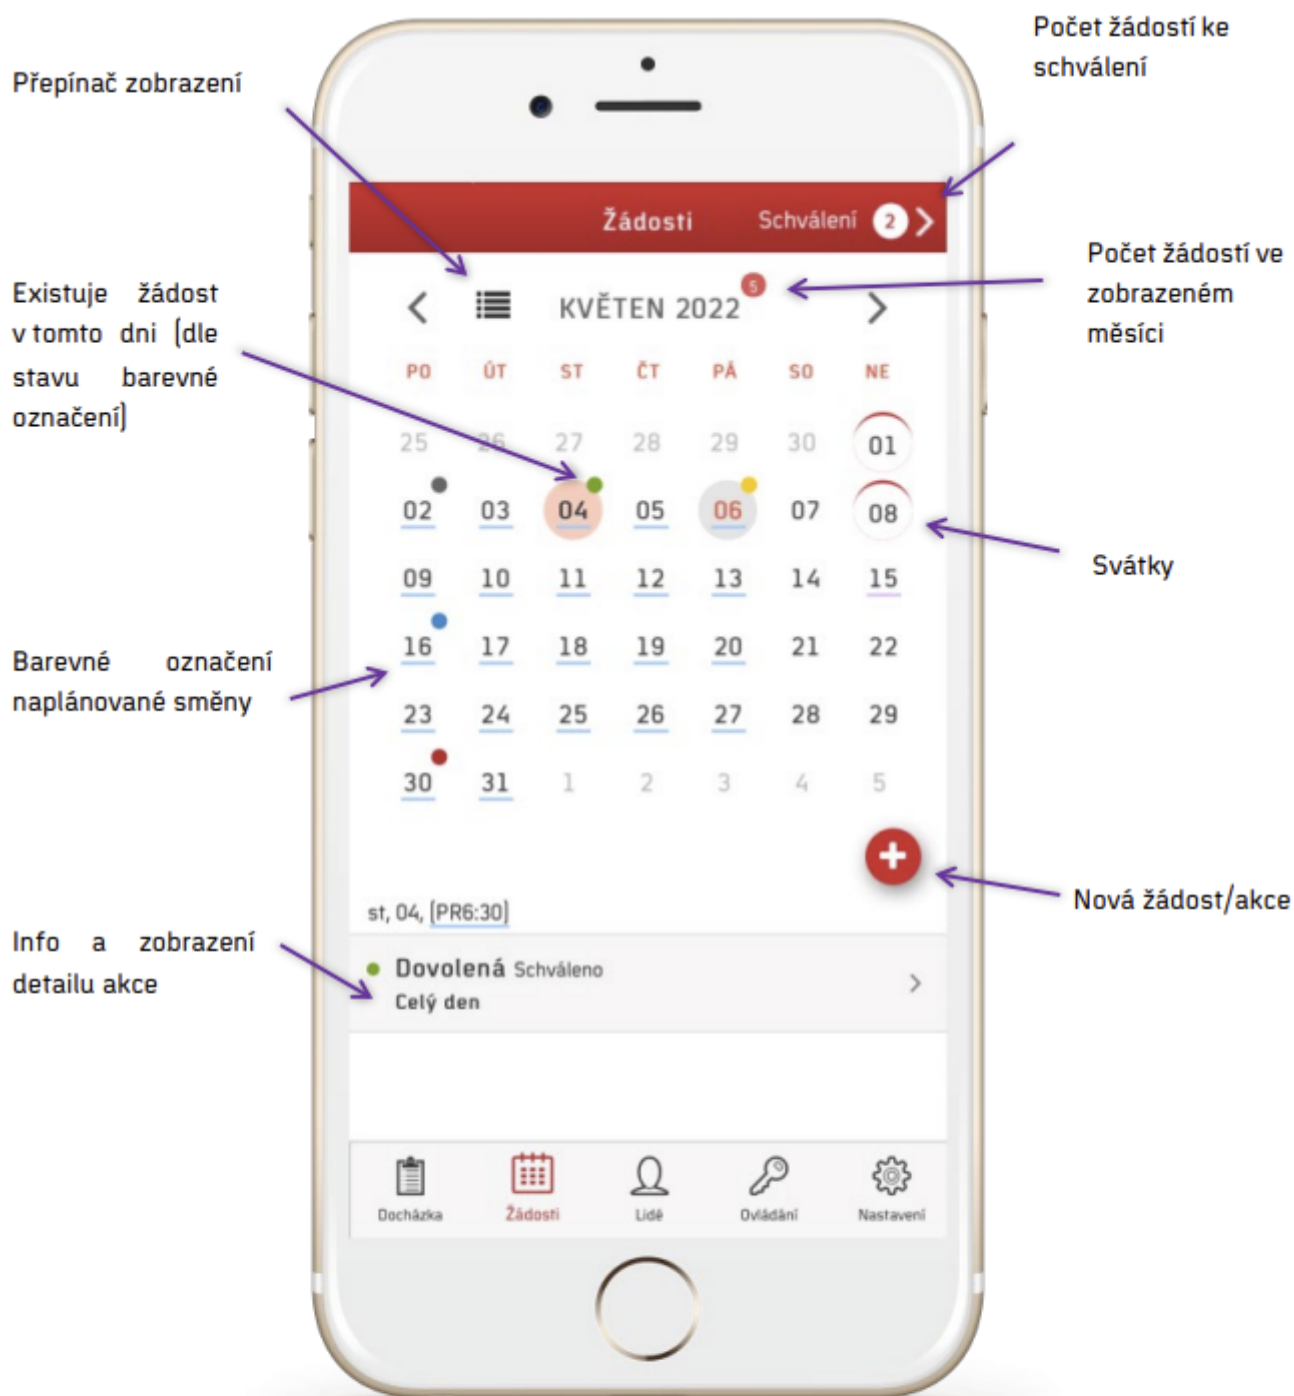 Počet žádostí ke
schválení
Přepínač zobrazení
Žádosti
Schválení 2
Počet žádostí ve
zobrazeném
měsíci
Existuje žádost
v tomto dni (dle
stavu barevné
označení)
KVĚTEN 2022
5
PO ÚT ST ČT PÁ SO NE
25 26 27 28 29 30 01
02 03 04 05 06 07 08
Svátky
09 10 11 12 13 14 15
16 17 18 19 20 21 22
Barevné označení
naplánované směny
23 24 25 26 27 28 29
30 31 1 2 3 4 5
Nová žádost/akce
st, 04, (PR6:30)
Info a zobrazení
detailu akce
Dovolená Schváleno
Celý den
Docházka Žádosti Lidé Ovládání Nastavení